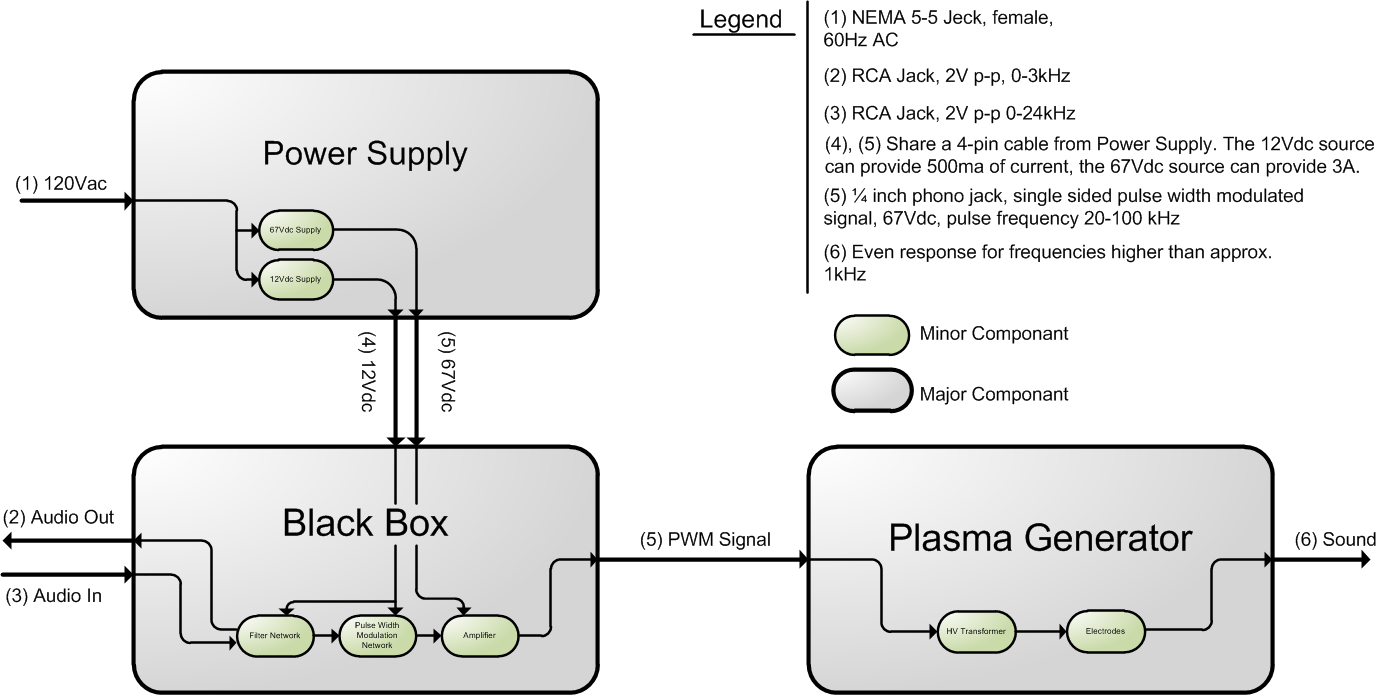 Legend
(1) NEMA 5-5 Jeck, female,
60Hz AC
(2) RCA Jack, 2V p-p, 0-3kHz
(3) RCA Jack, 2V p-p 0-24kHz
(4), (5) Share a 4-pin cable from Power Supply. The 12Vdc source
can provide 500ma of current, the 67Vdc source can provide 3A.
(5) ¼ inch phono jack, single sided pulse width modulated
signal, 67Vdc, pulse frequency 20-100 kHz
(6) Even response for frequencies higher than approx.
1kHz
Minor Componant
Major Componant
Power Supply
(1) 120Vac
67Vdc Supply
12Vdc Supply
(4) 12Vdc
(5) 67Vdc
Black Box
(2) Audio Out
(3) Audio In
Filter Network
Pulse Width
Modulation
Network
Amplifier
(5) PWM Signal
Plasma Generator
HV Transformer
Electrodes
(6) Sound